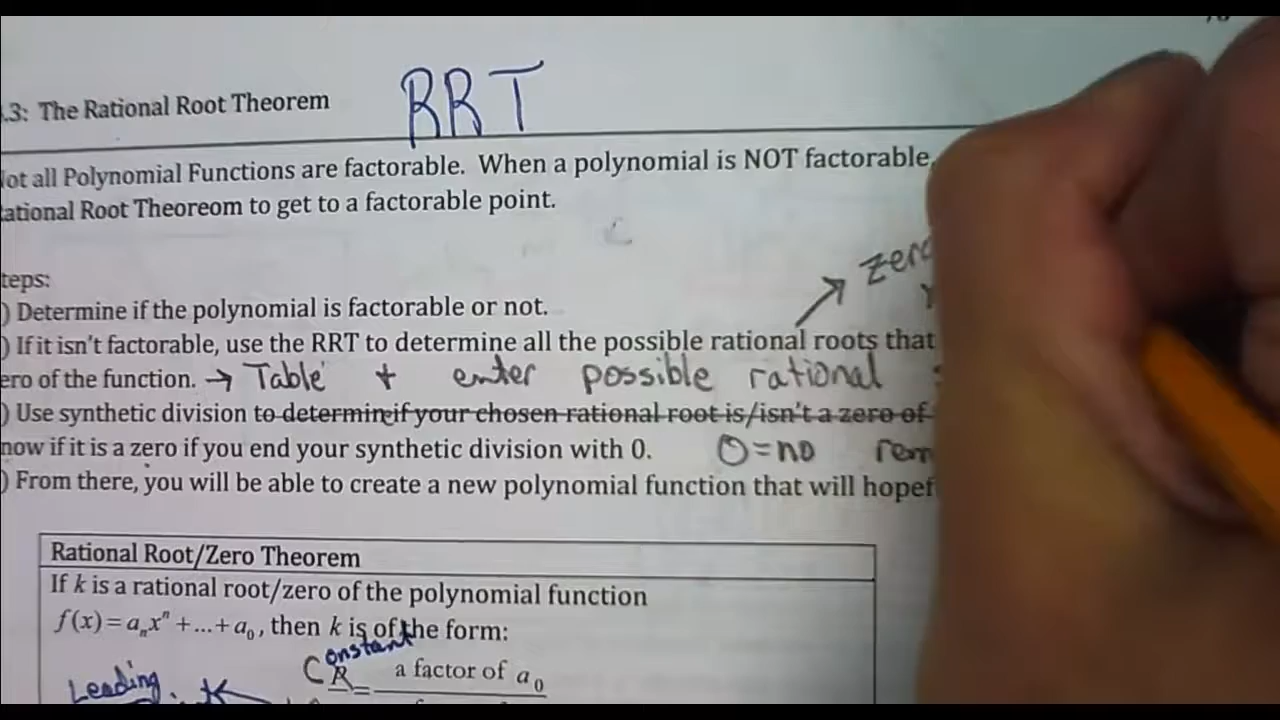 .3: The Rational Root Theorem RRT
ot all Polynomial Functions are factorable. When a polynomial is NOT factorable,
ational Root Theoreom to get to a factorable point.
zero
teps:
) Determine if the polynomial is factorable or not.
) If it isn't factorable, use the RRT to determine all the possible rational roots that
ero of the function. → Table + enter possible rational
) Use synthetic division to determine if your chosen rational root is/isn't a zero of
now if it is a zero if you end your synthetic division with 0. 0 = no rem
) From there, you will be able to create a new polynomial function that will hopef
Rational Root/Zero Theorem
If k is a rational root/zero of the polynomial function
f(x) = aₙxⁿ + ... + a₀, then k is of the form:
Constant
Leading
a factor of a₀